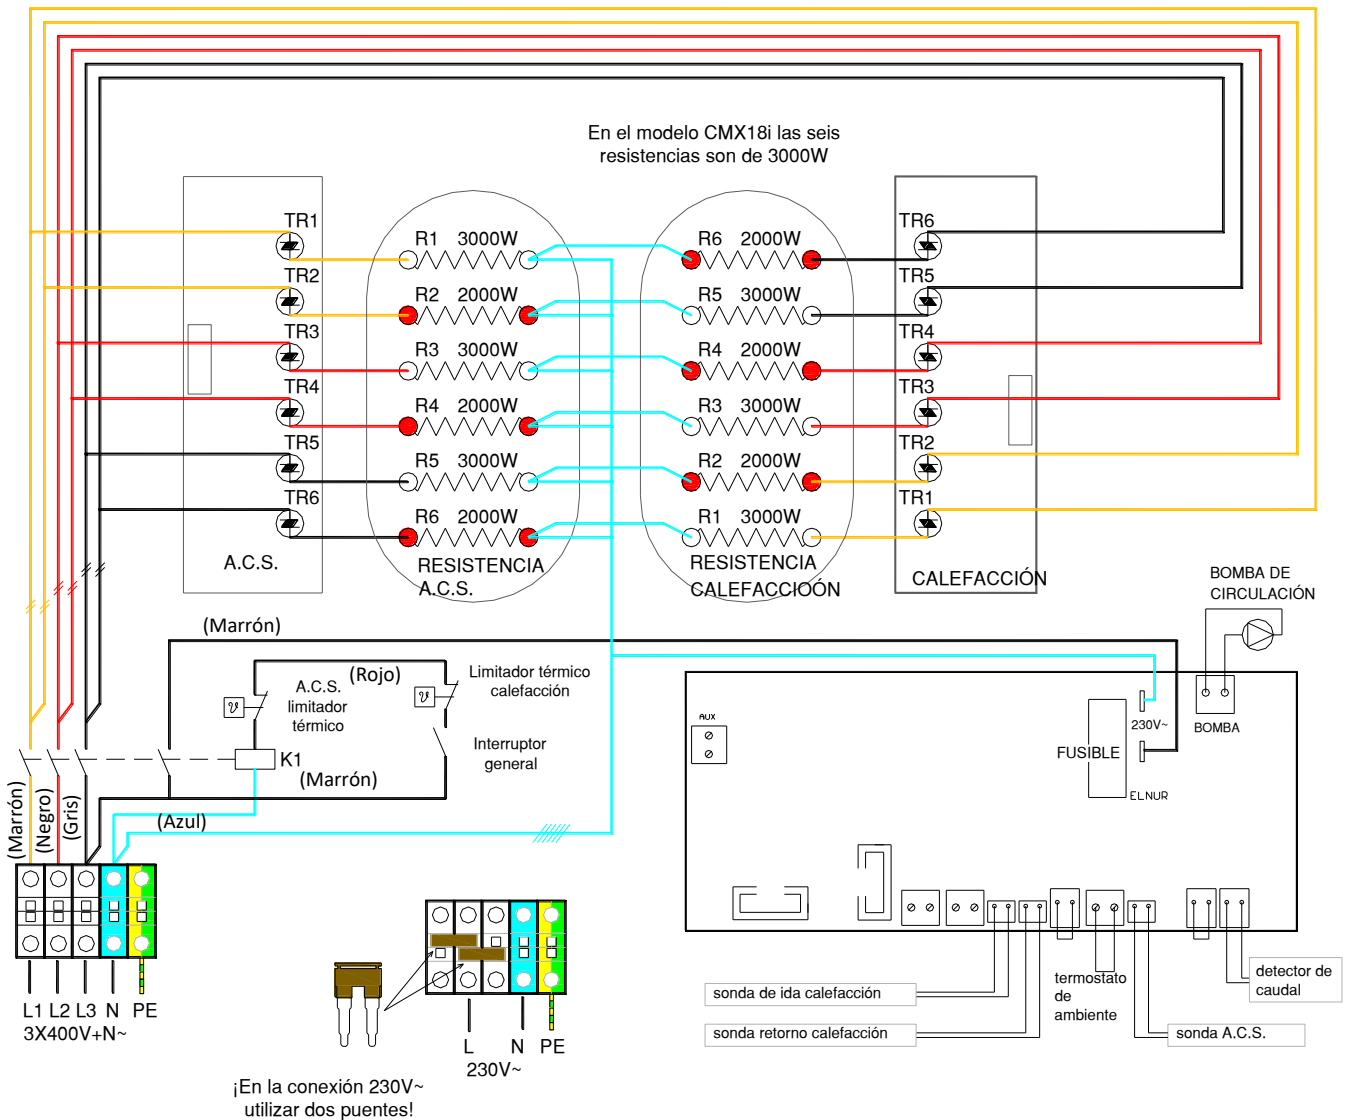 En el modelo CMX18i las seis
resistencias son de 3000W
TR1
TR2
TR3
TR4
TR5
TR6
A.C.S.
R1 3000W
R2 2000W
R3 3000W
R4 2000W
R5 3000W
R6 2000W
RESISTENCIA
A.C.S.
R6 2000W
R5 3000W
R4 2000W
R3 3000W
R2 2000W
R1 3000W
RESISTENCIA
CALEFACCIOÓN
TR6
TR5
TR4
TR3
TR2
TR1
CALEFACCIÓN
BOMBA DE
CIRCULACIÓN
(Marrón)
(Rojo)
A.C.S.
limitador
térmico
Limitador térmico
calefacción
Interruptor
general
K1
(Marrón)
(Marrón)
(Negro)
(Gris)
(Azul)
AUX
230V~
FUSIBLE
ELNUR
BOMBA
L1 L2 L3 N PE
3X400V+N~
L N PE
230V~
¡En la conexión 230V~
utilizar dos puentes!
sonda de ida calefacción
sonda retorno calefacción
termostato
de
ambiente
sonda A.C.S.
detector de
caudal